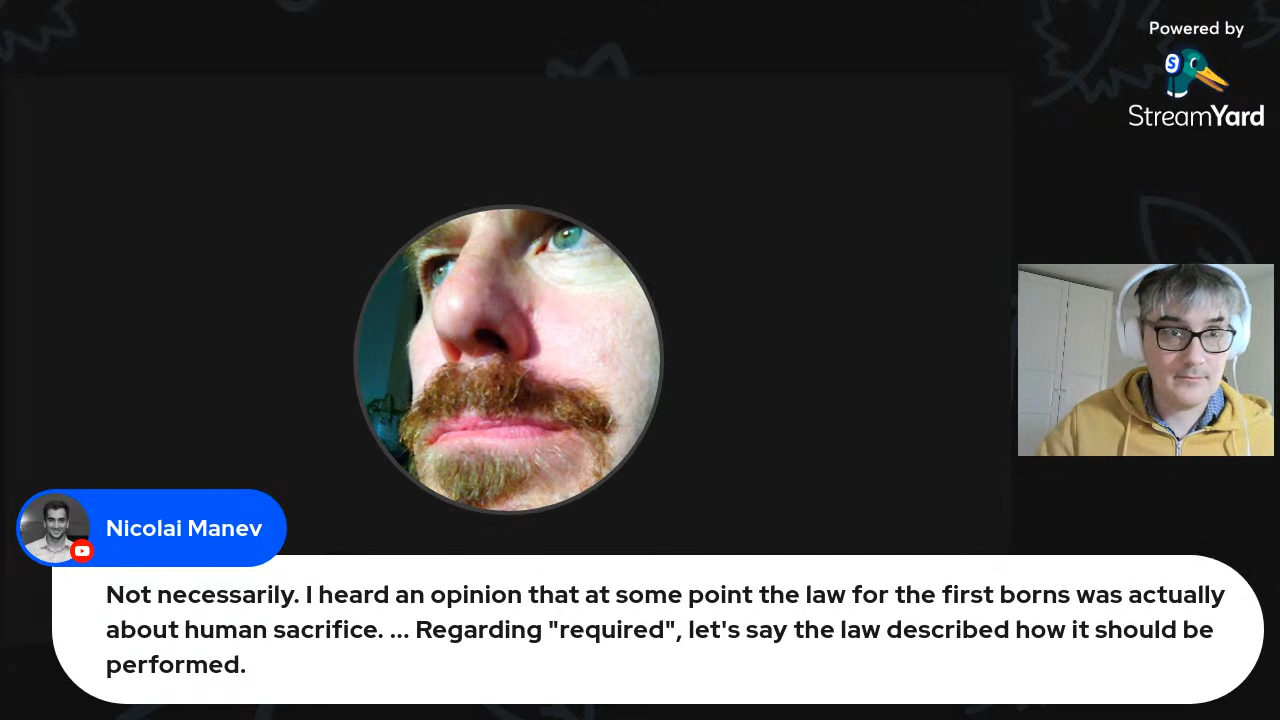 Powered by
S
StreamYard
Nicolai Manev
Not necessarily. I heard an opinion that at some point the law for the first borns was actually
about human sacrifice. ... Regarding "required", let's say the law described how it should be
performed.